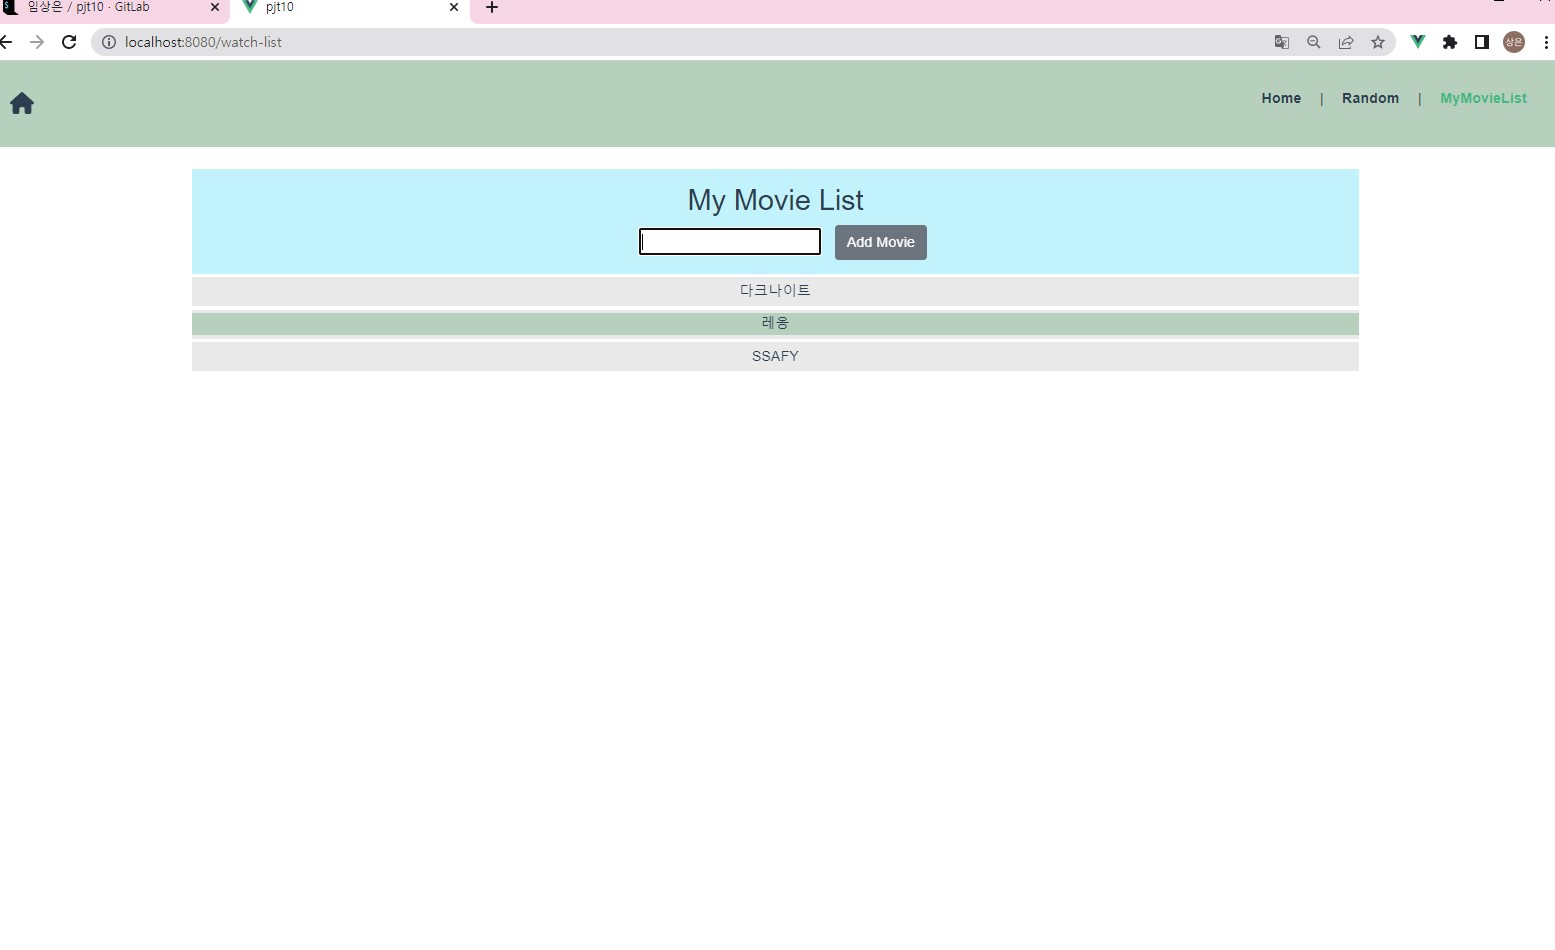 임상은 / pjt10 · GitLab
pjt10
localhost:8080/watch-list
상은
Home | Random | MyMovieList
My Movie List
Add Movie
다크나이트
레옹
SSAFY